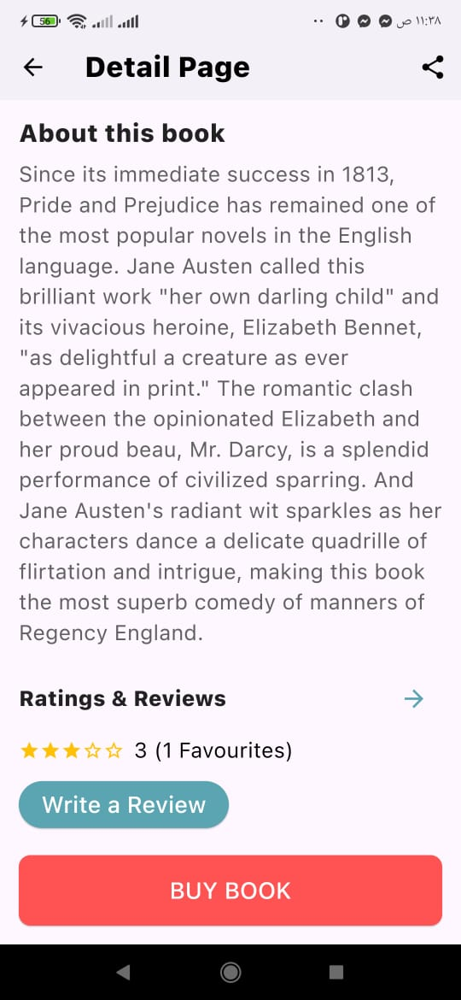 56
١١:٣٨ ص
Detail Page
About this book
Since its immediate success in 1813,
Pride and Prejudice has remained one of
the most popular novels in the English
language. Jane Austen called this
brilliant work "her own darling child" and
its vivacious heroine, Elizabeth Bennet,
"as delightful a creature as ever
appeared in print." The romantic clash
between the opinionated Elizabeth and
her proud beau, Mr. Darcy, is a splendid
performance of civilized sparring. And
Jane Austen's radiant wit sparkles as her
characters dance a delicate quadrille of
flirtation and intrigue, making this book
the most superb comedy of manners of
Regency England.
Ratings & Reviews
3 (1 Favourites)
Write a Review
BUY BOOK